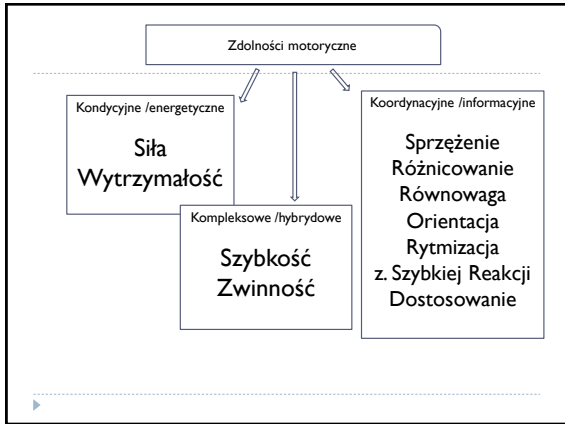 Zdolności motoryczne
Kondycyjne /energetyczne
Siła
Wytrzymałość
Kompleksowe /hybrydowe
Szybkość
Zwinność
Koordynacyjne /informacyjne
Sprzężenie
Różnicowanie
Równowaga
Orientacja
Rytmizacja
z. Szybkiej Reakcji
Dostosowanie